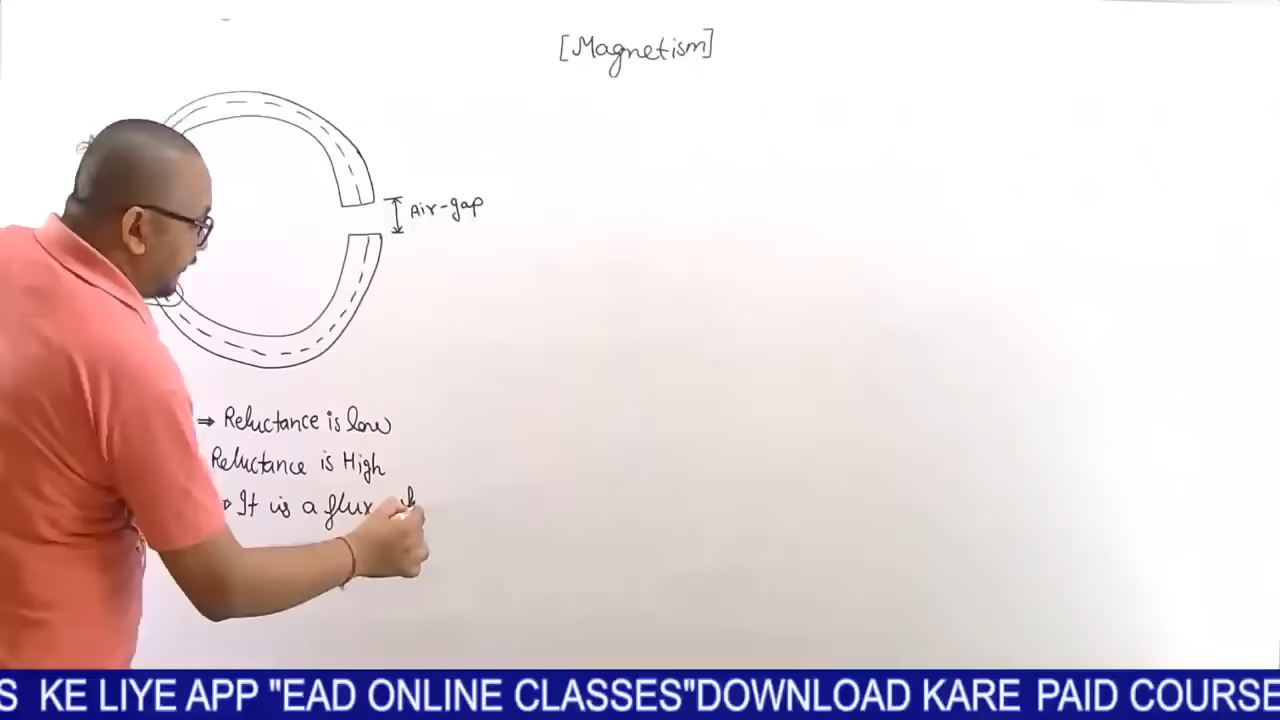 [Magnetism]
Air-gap
⇒ Reluctance is low
Reluctance is High
It is a flux
S KE LIYE APP "EAD ONLINE CLASSES"DOWNLOAD KARE PAID COURSE